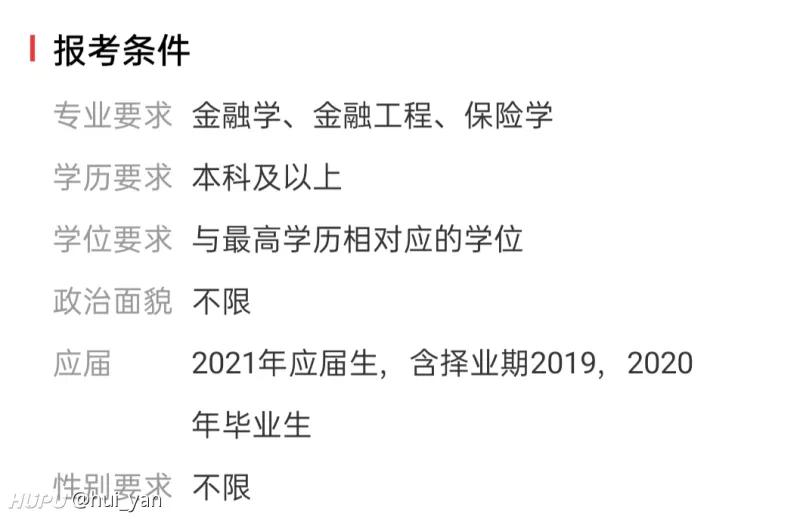 报考条件
专业要求 金融学、金融工程、保险学
学历要求 本科及以上
学位要求 与最高学历相对应的学位
政治面貌 不限
应届 2021年应届生，含择业期2019，2020
年毕业生
性别要求 不限
HUPU @hui_yan